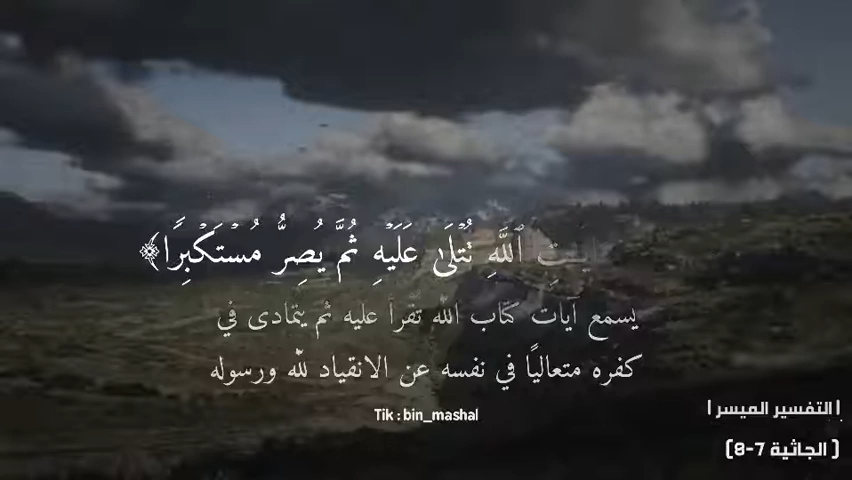 ايَٰتِ ٱللَّهِ تُتۡلَىٰ عَلَيۡهِ ثُمَّ يُصِرُّ مُسۡتَكۡبِرٗا﴾
يسمع آيات كتاب الله تقرأ عليه ثم يتمادى في
كفره متعاليًا في نفسه عن الانقياد لله ورسوله
Tik : bin_mashal
| التفسير الميسر |
[ الجاثية 7-8]